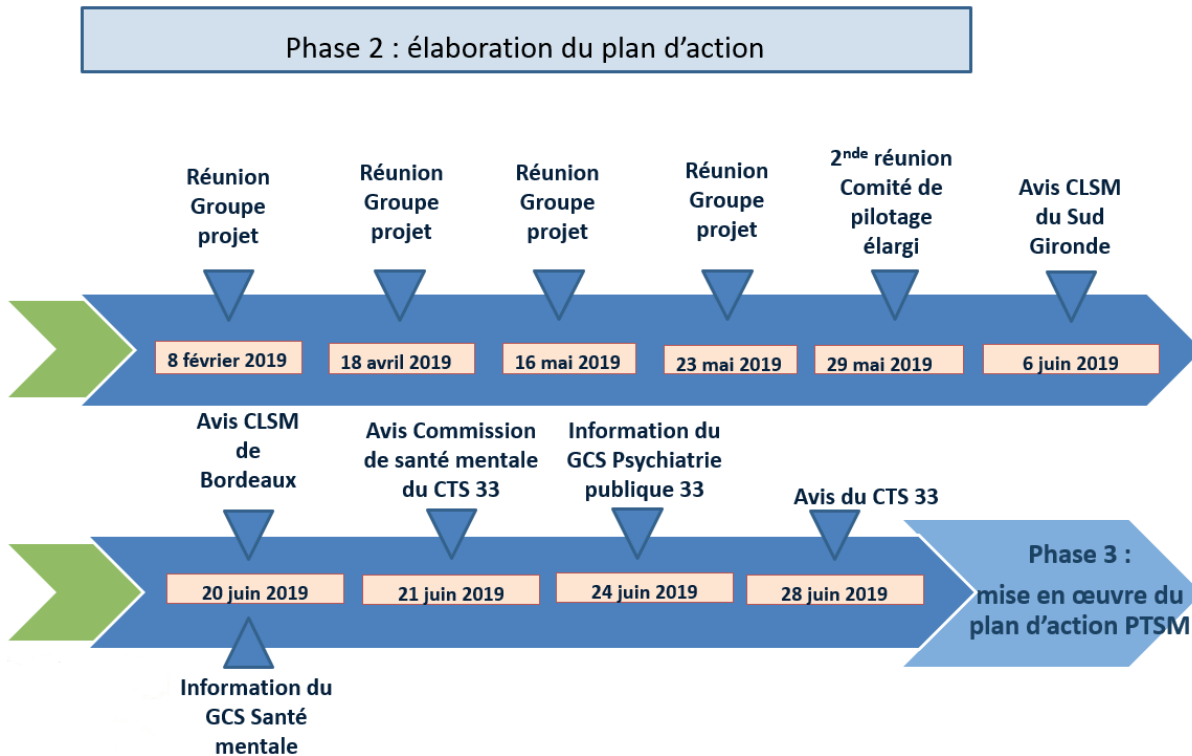 Phase 2 : élaboration du plan d’action
Réunion
Groupe
projet
Réunion
Groupe
projet
Réunion
Groupe
projet
Réunion
Groupe
projet
2nde réunion
Comité de
pilotage
élargi
Avis CLSM
du Sud
Gironde
8 février 2019
18 avril 2019
16 mai 2019
23 mai 2019
29 mai 2019
6 juin 2019
Avis CLSM
de
Bordeaux
Avis Commission
de santé mentale
du CTS 33
Information du
GCS Psychiatrie
publique 33
Avis du CTS 33
20 juin 2019
21 juin 2019
24 juin 2019
28 juin 2019
Phase 3 :
mise en œuvre du
plan d’action PTSM
Information du
GCS Santé
mentale